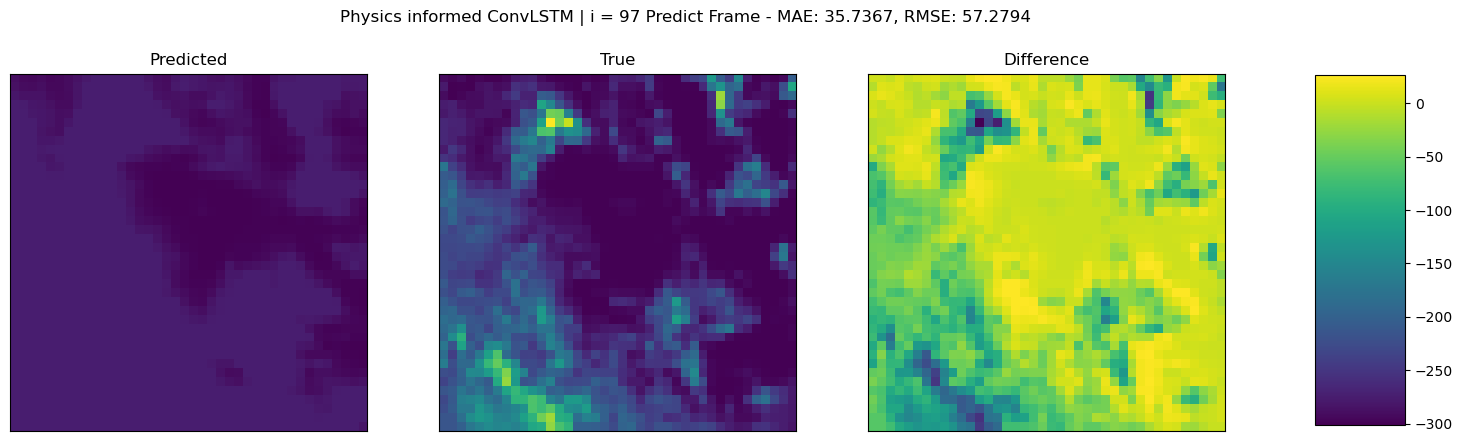 Physics informed ConvLSTM | i = 97 Predict Frame - MAE: 35.7367, RMSE: 57.2794
Predicted
True
Difference
0
−50
−100
−150
−200
−250
−300